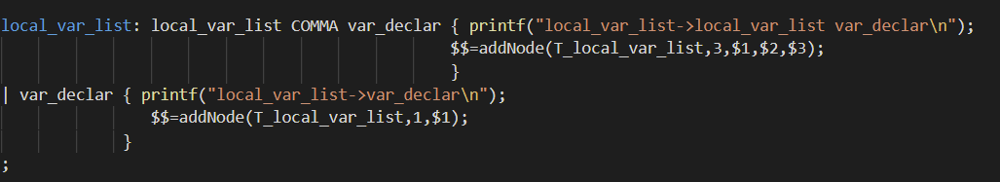 local_var_list: local_var_list COMMA var_declar { printf("local_var_list->local_var_list var_declar\n");
$$=addNode(T_local_var_list,3,$1,$2,$3);
}
| var_declar { printf("local_var_list->var_declar\n");
$$=addNode(T_local_var_list,1,$1);
}
;